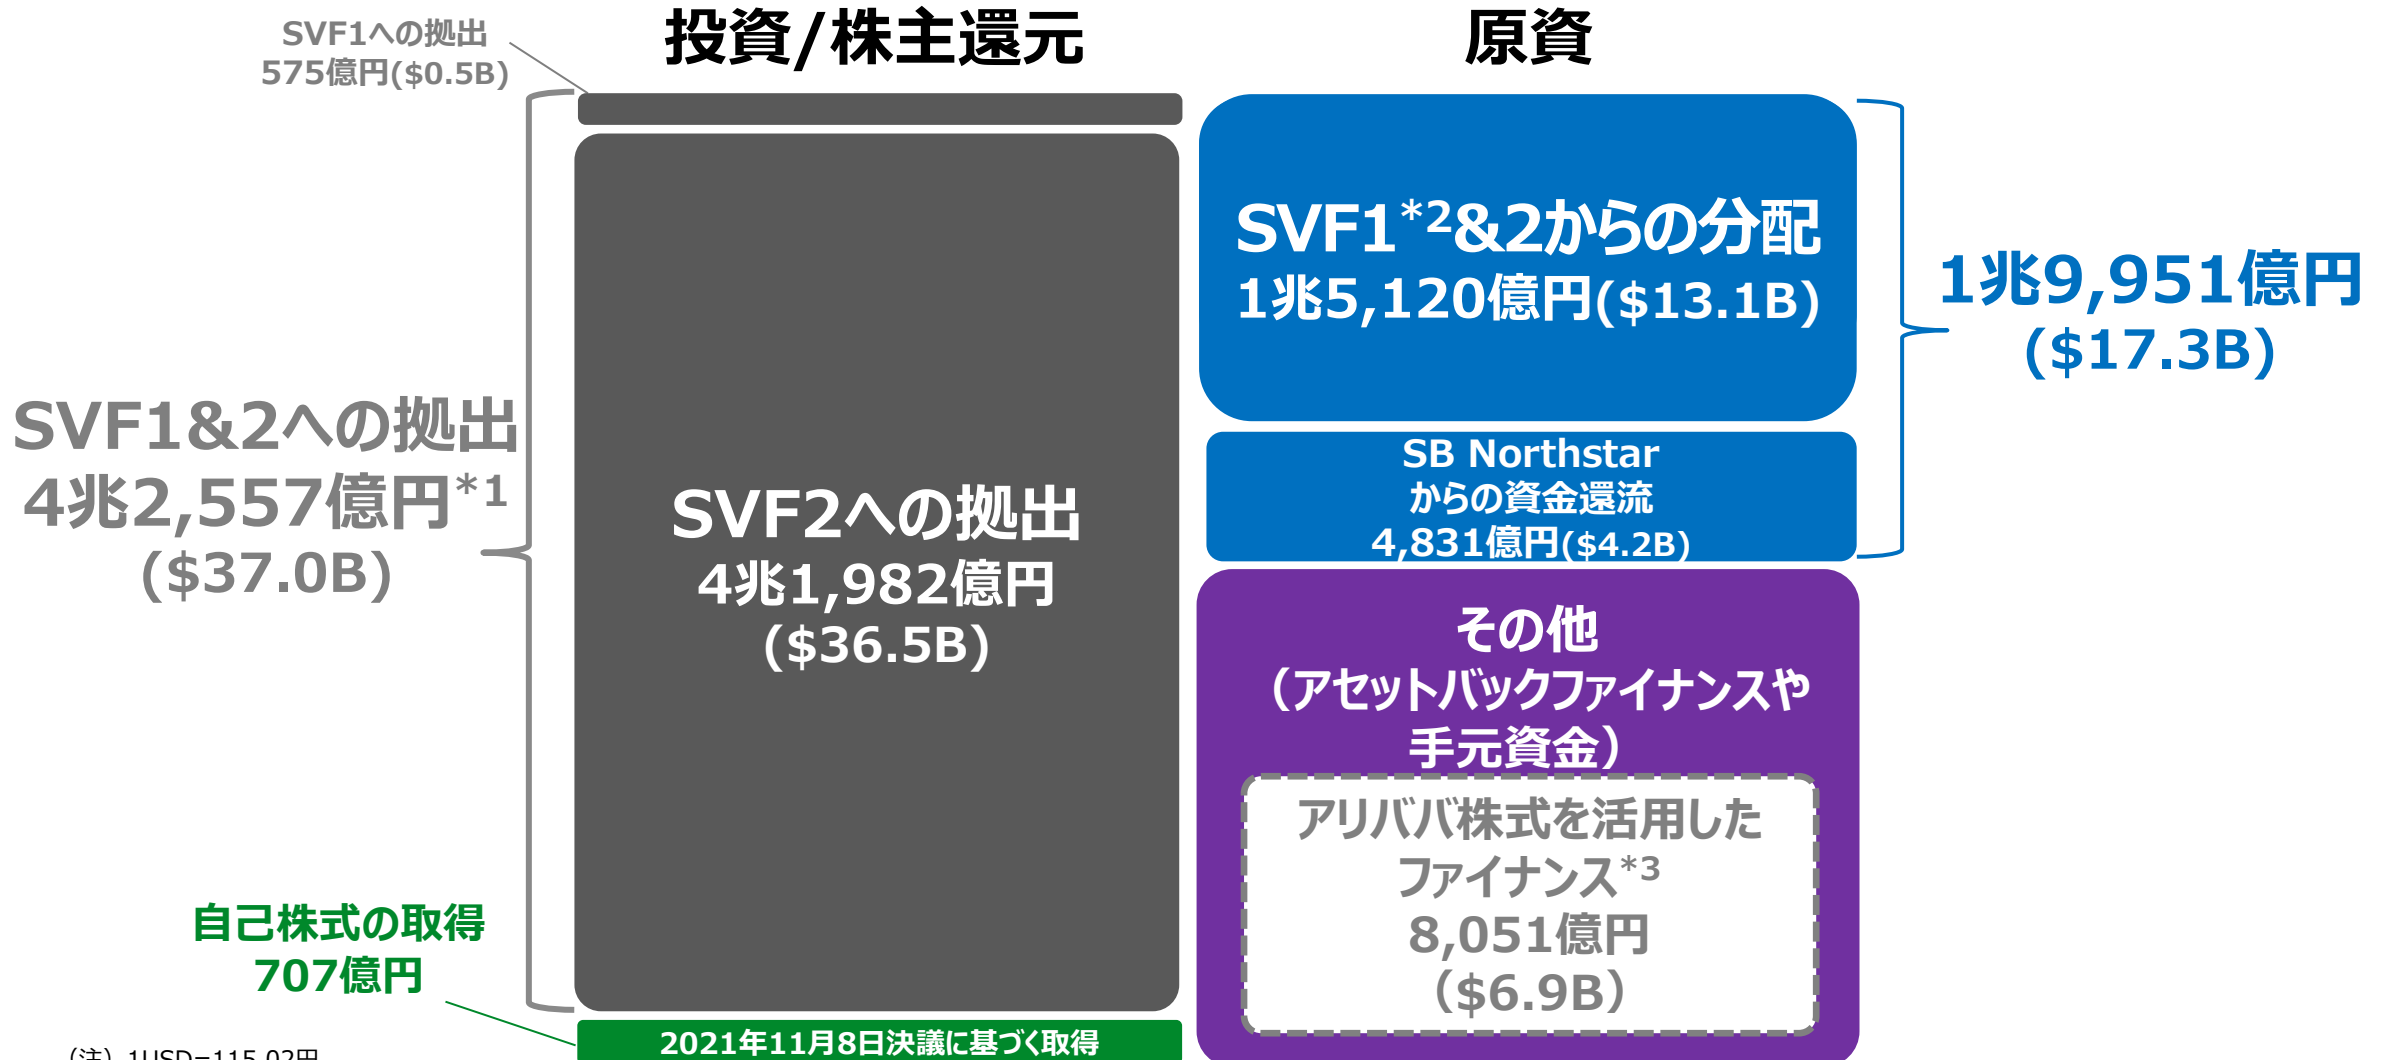 投資/株主還元
原資
SVF1への拠出
575億円($0.5B)
SVF1&2への拠出
4兆2,557億円*1
($37.0B)
SVF2への拠出
4兆1,982億円
($36.5B)
自己株式の取得
707億円
2021年11月8日決議に基づく取得
SVF1*2&2からの分配
1兆5,120億円($13.1B)
SB Northstar
からの資金還流
4,831億円($4.2B)
1兆9,951億円
($17.3B)
その他
（アセットバックファイナンスや
手元資金）
アリババ株式を活用した
ファイナンス*3
8,051億円
（$6.9B）
（注）1USD=115.02円